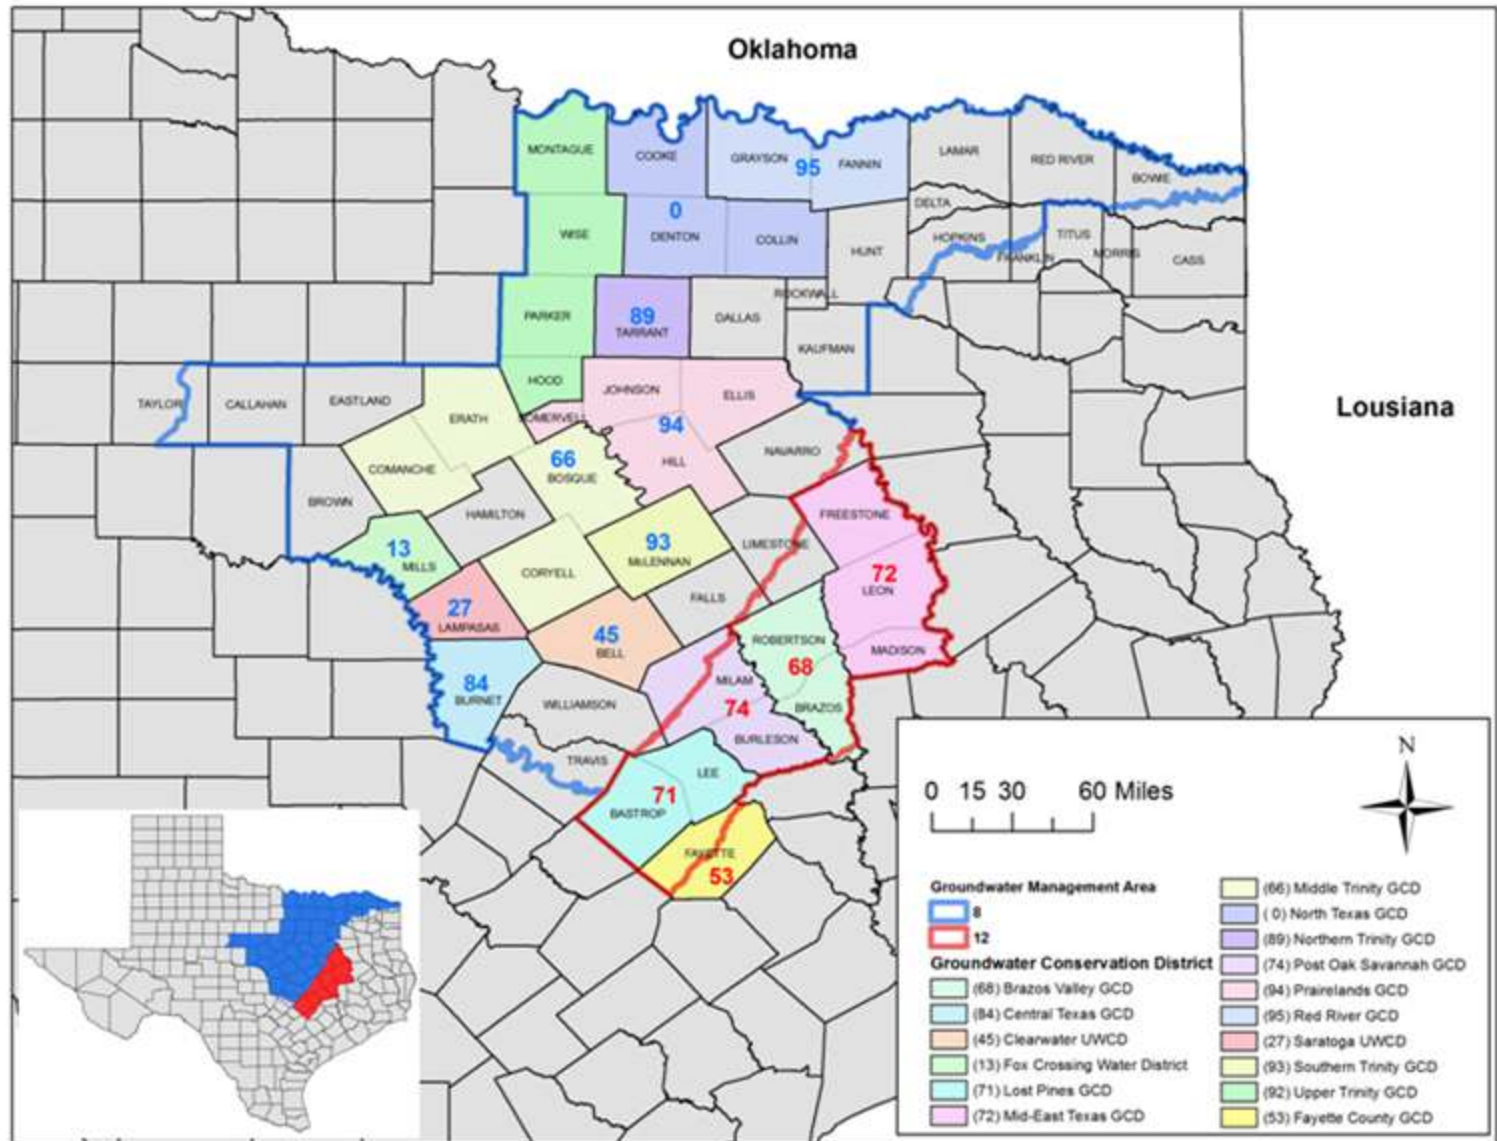 Oklahoma
MONTAGUE
COOKE
GRAYSON
95
FANNIN
LAMAR
RED RIVER
BOWIE
DELTA
0
WISE
DENTON
COLLIN
HUNT
HOPKINS
FRANKLIN
TITUS
MORRIS
CASS
ROCKWALL
PARKER
89
TARRANT
DALLAS
KAUFMAN
HOOD
JOHNSON
ELLIS
TAYLOR
CALLAHAN
EASTLAND
ERATH
SOMERVELL
94
Lousiana
COMANCHE
66
BOSQUE
HILL
NAVARRO
BROWN
HAMILTON
FREESTONE
13
MILLS
CORYELL
93
McLENNAN
LIMESTONE
72
LEON
27
LAMPASAS
FALLS
45
BELL
ROBERTSON
MADISON
68
84
BURNET
WILLIAMSON
MILAM
74
BRAZOS
BURLESON
TRAVIS
LEE
71
BASTROP
FAYETTE
53
N
0 15 30 60 Miles
Groundwater Management Area
8
12
Groundwater Conservation District
(68) Brazos Valley GCD
(84) Central Texas GCD
(45) Clearwater UWCD
(13) Fox Crossing Water District
(71) Lost Pines GCD
(72) Mid-East Texas GCD
(66) Middle Trinity GCD
( 0) North Texas GCD
(89) Northern Trinity GCD
(74) Post Oak Savannah GCD
(94) Prairelands GCD
(95) Red River GCD
(27) Saratoga UWCD
(93) Southern Trinity GCD
(92) Upper Trinity GCD
(53) Fayette County GCD